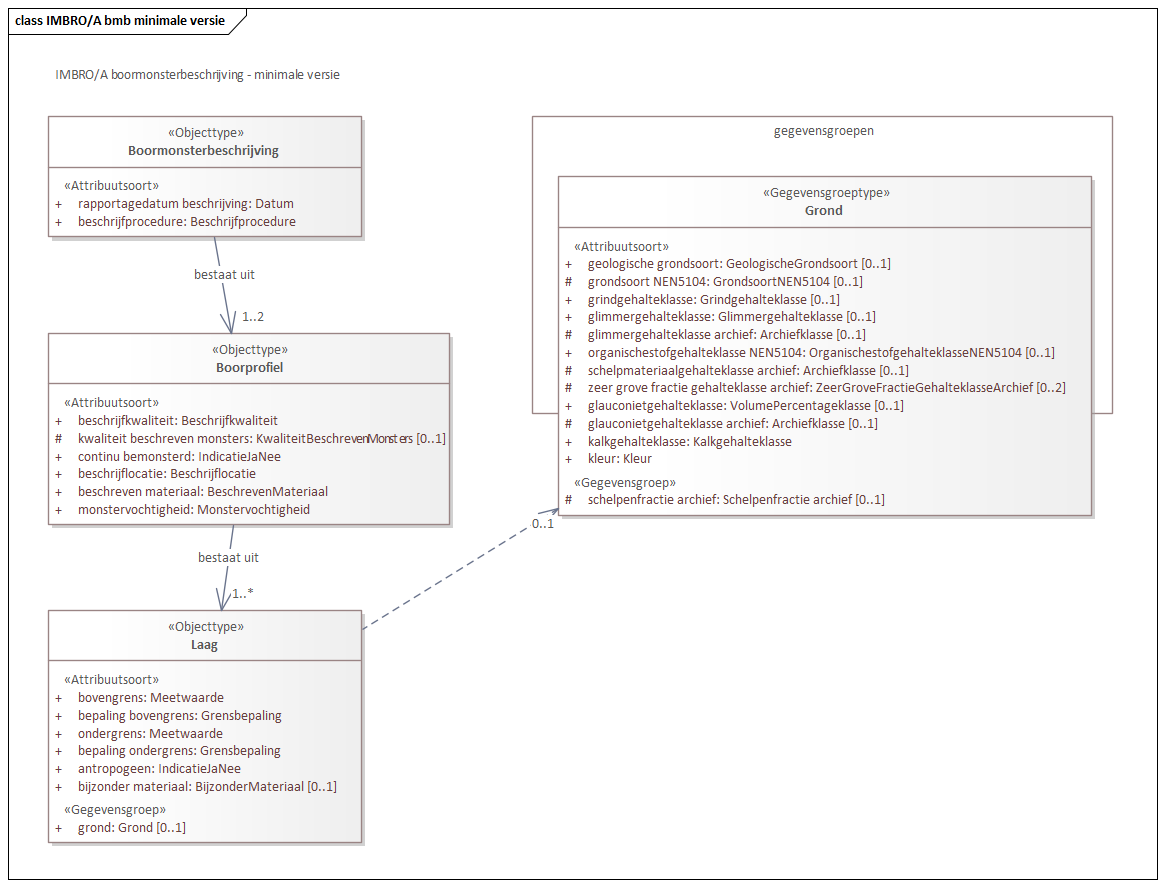 class IMBRO/A bmb minimale versie
IMBRO/A boormonsterbeschrijving - minimale versie
«Objecttype»
Boormonsterbeschrijving
«Attribuutsoort»
+ rapportagedatum beschrijving: Datum
+ beschrijfprocedure: Beschrijfprocedure
bestaat uit
1..2
«Objecttype»
Boorprofiel
«Attribuutsoort»
+ beschrijfkwaliteit: Beschrijfkwaliteit
# kwaliteit beschreven monsters: KwaliteitBeschrevenMonsters [0..1]
+ continu bemonsterd: IndicatieJaNee
+ beschrijflocatie: Beschrijflocatie
+ beschreven materiaal: BeschrevenMateriaal
+ monstervochtigheid: Monstervochtigheid
bestaat uit
1..*
«Objecttype»
Laag
«Attribuutsoort»
+ bovengrens: Meetwaarde
+ bepaling bovengrens: Grensbepaling
+ ondergrens: Meetwaarde
+ bepaling ondergrens: Grensbepaling
+ antropogeen: IndicatieJaNee
+ bijzonder materiaal: BijzonderMateriaal [0..1]
«Gegevensgroep»
+ grond: Grond [0..1]
gegevensgroepen
«Gegevensgroeptype»
Grond
«Attribuutsoort»
+ geologische grondsoort: GeologischeGrondsoort [0..1]
# grondsoort NEN5104: GrondsoortNEN5104 [0..1]
+ grindgehalteklasse: Grindgehalteklasse [0..1]
+ glimmergehalteklasse: Glimmergehalteklasse [0..1]
# glimmergehalteklasse archief: Archiefklasse [0..1]
+ organischestofgehalteklasse NEN5104: OrganischestofgehalteklasseNEN5104 [0..1]
# schelpmateriaalgehalteklasse archief: Archiefklasse [0..1]
# zeer grove fractie gehalteklasse archief: ZeerGroveFractieGehalteklasseArchief [0..2]
+ glauconietgehalteklasse: VolumePercentageklasse [0..1]
# glauconietgehalteklasse archief: Archiefklasse [0..1]
+ kalkgehalteklasse: Kalkgehalteklasse
+ kleur: Kleur
«Gegevensgroep»
# schelpenfractie archief: Schelpenfractie archief [0..1]
0..1